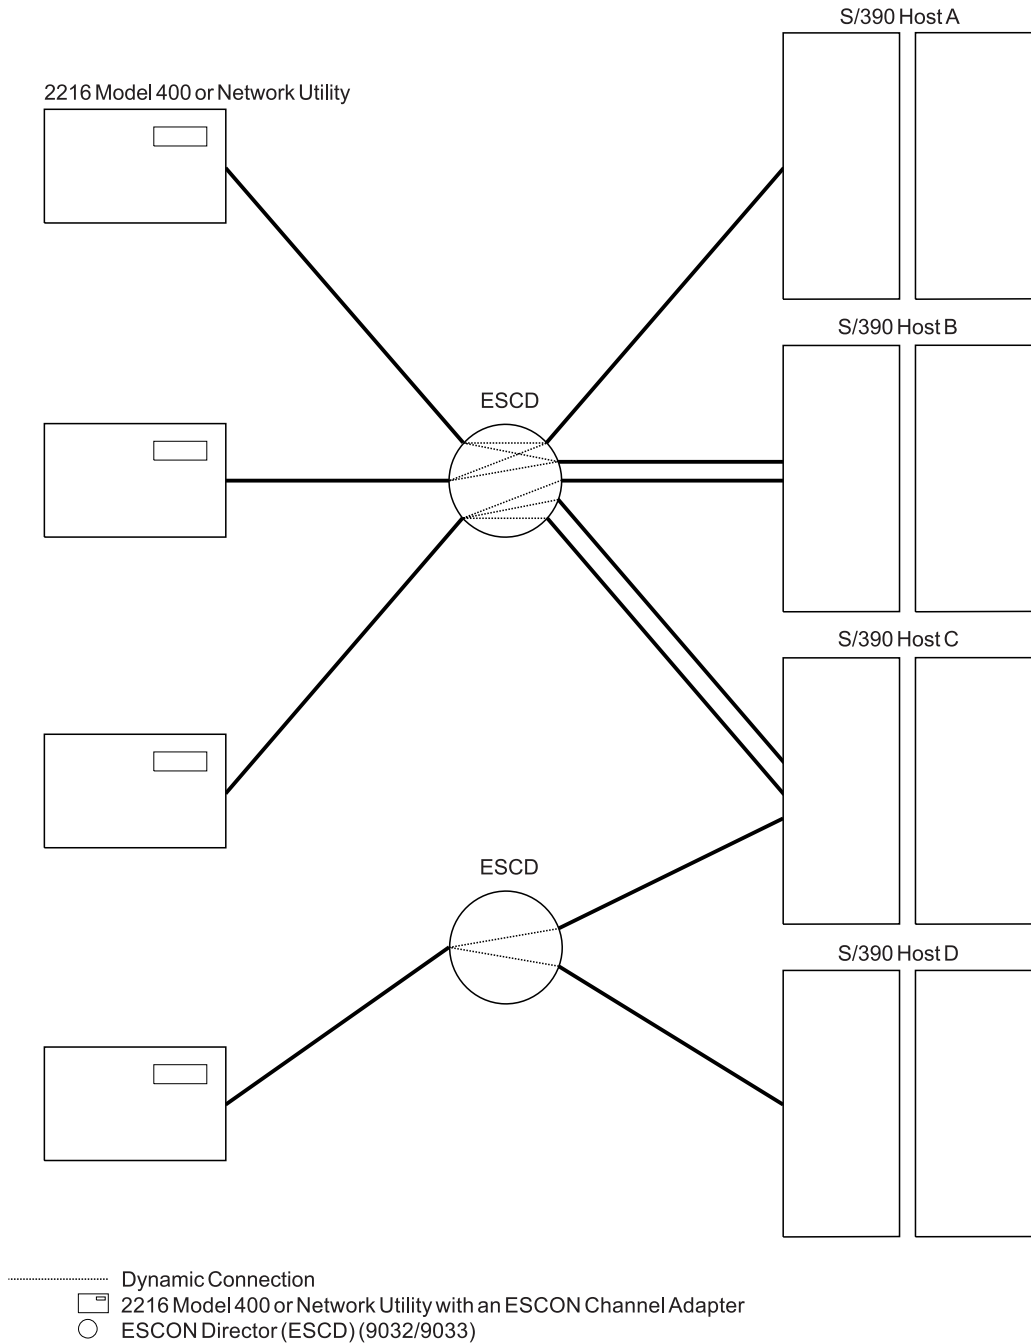 S/390 Host A
2216 Model 400 or Network Utility
S/390 Host B
ESCD
S/390 Host C
ESCD
S/390 Host D
Dynamic Connection
2216 Model 400 or Network Utility with an ESCON Channel Adapter
ESCON Director (ESCD) (9032/9033)